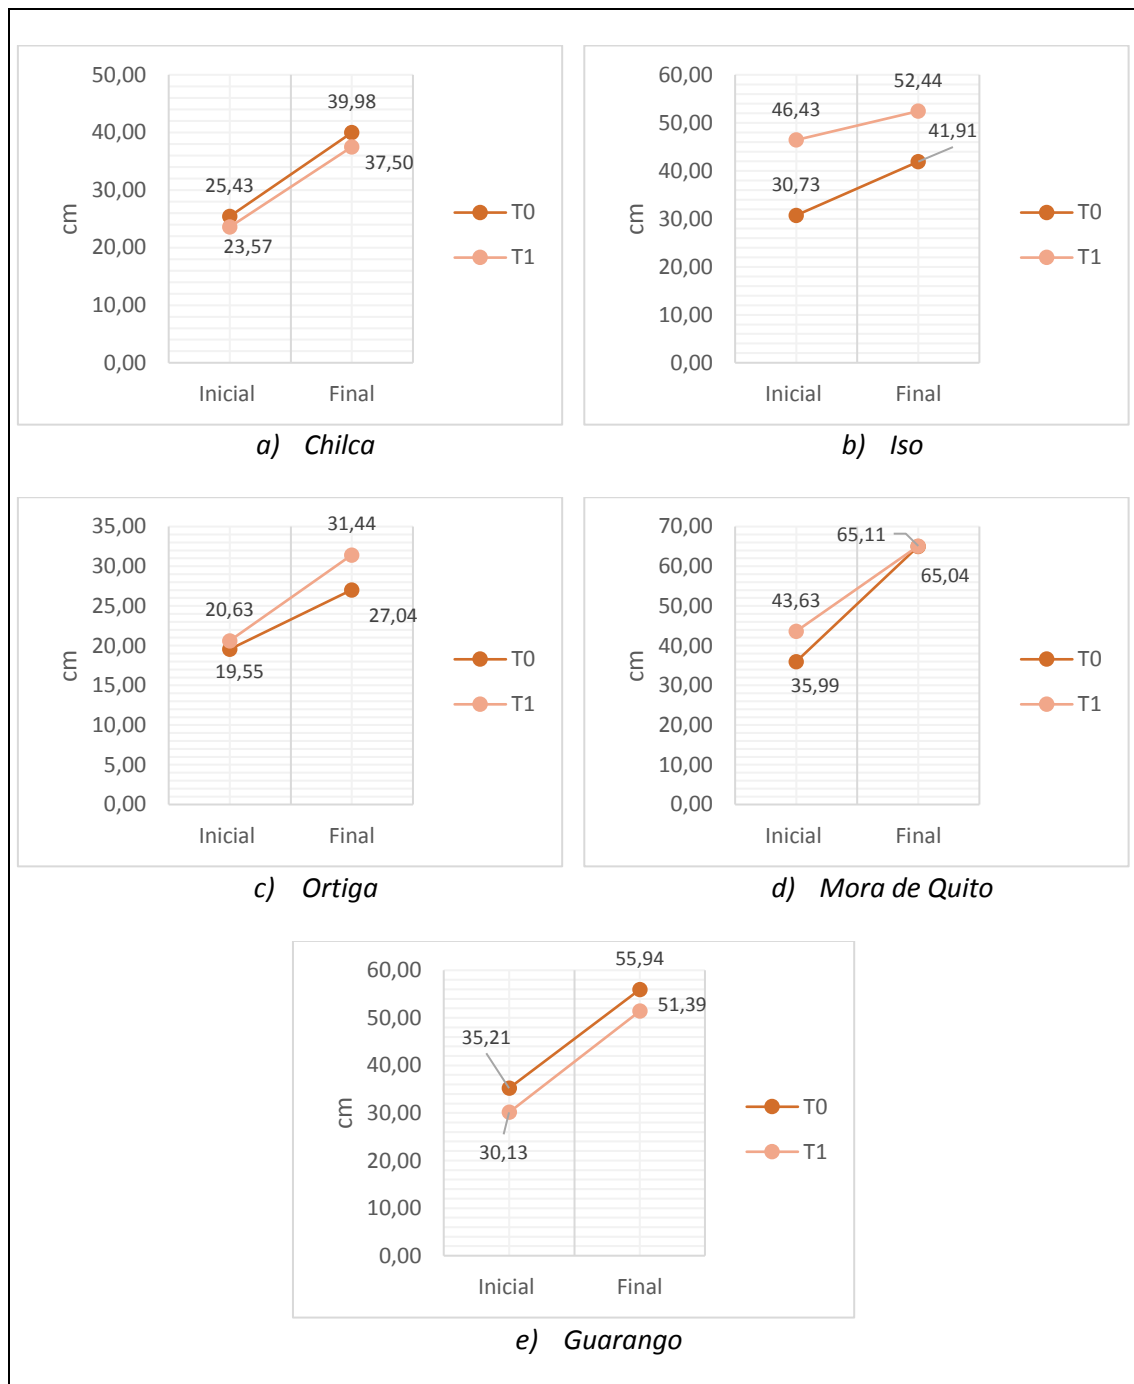 50,00
40,00
30,00
20,00
10,00
0,00
cm
39,98
37,50
25,43
23,57
Inicial Final
T0
T1
a) Chilca
60,00
50,00
40,00
30,00
20,00
10,00
0,00
cm
52,44
46,43
41,91
30,73
Inicial Final
T0
T1
b) Iso
35,00
30,00
25,00
20,00
15,00
10,00
5,00
0,00
cm
31,44
20,63
27,04
19,55
Inicial Final
T0
T1
c) Ortiga
70,00
60,00
50,00
40,00
30,00
20,00
10,00
0,00
cm
65,11
65,04
43,63
35,99
Inicial Final
T0
T1
d) Mora de Quito
60,00
50,00
40,00
30,00
20,00
10,00
0,00
cm
55,94
51,39
35,21
30,13
Inicial Final
T0
T1
e) Guarango